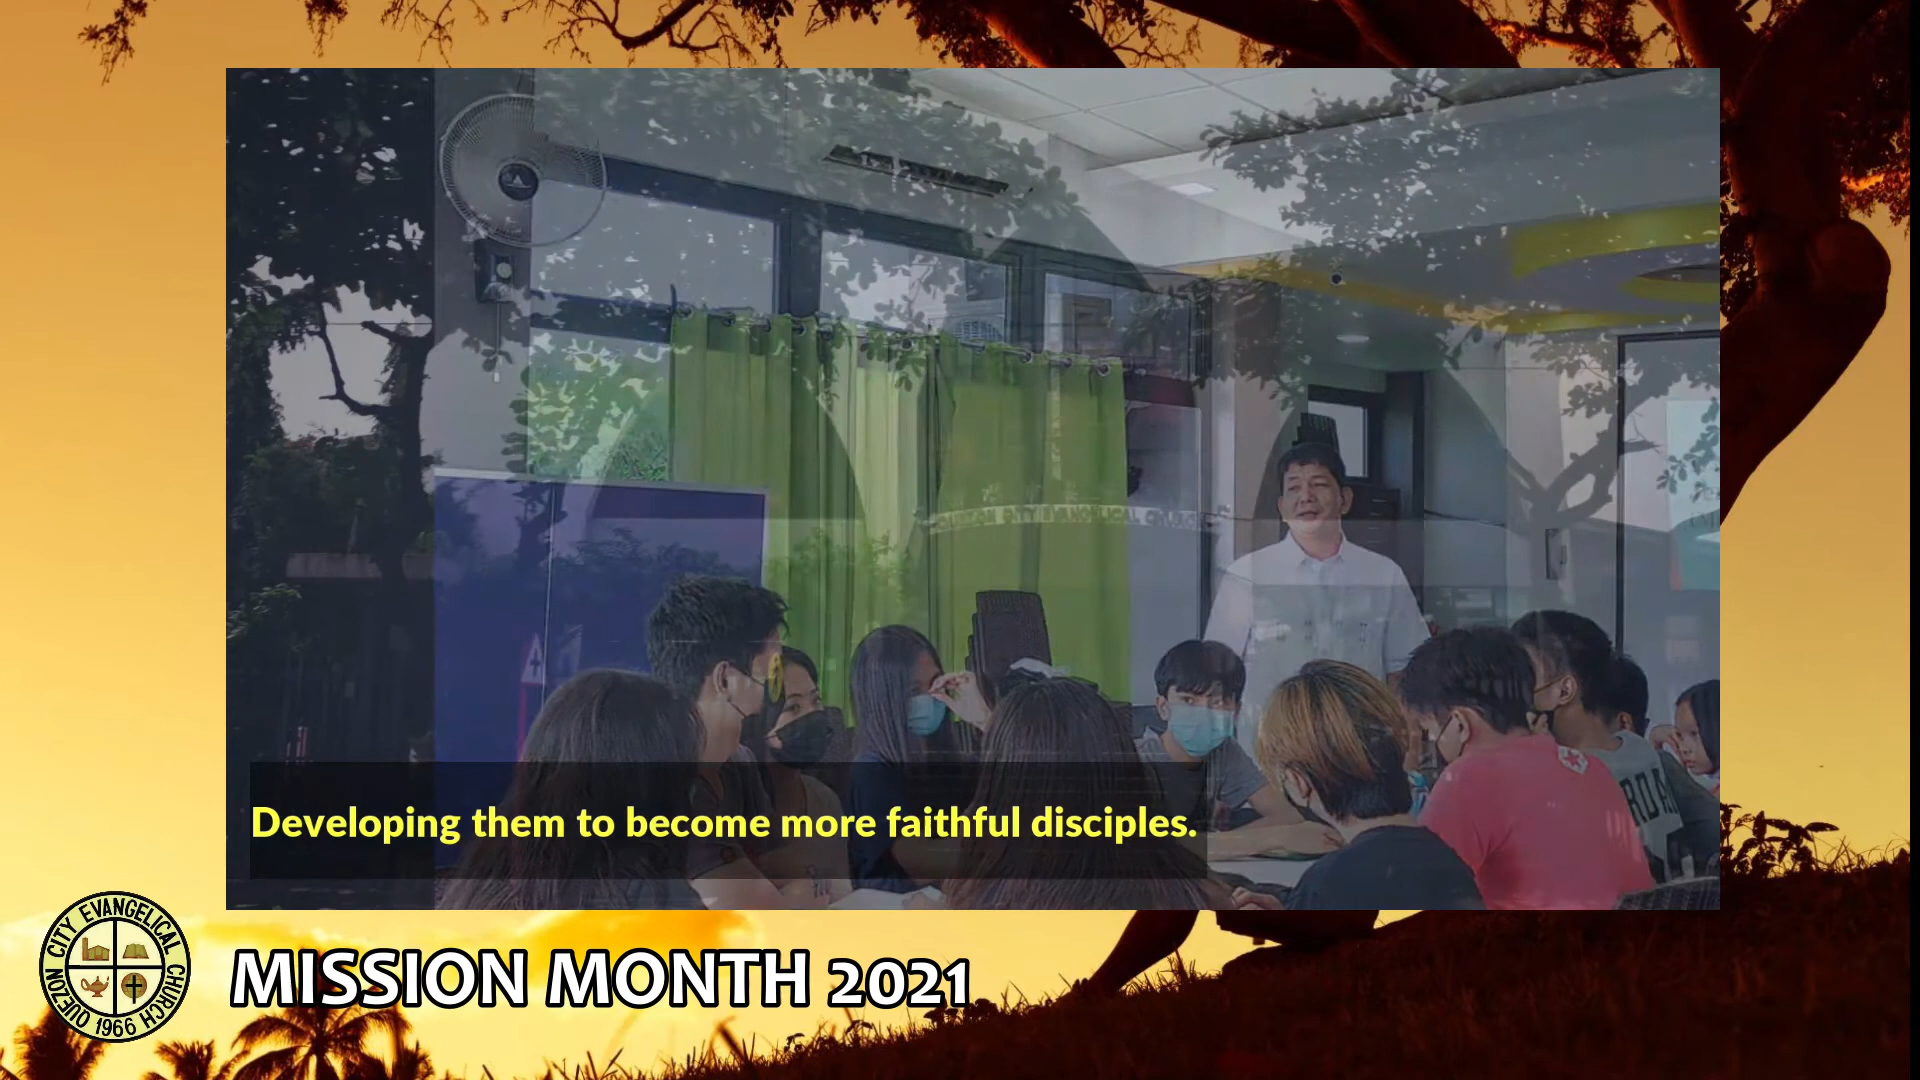 Developing them to become more faithful disciples.
QUEZON CITY EVANGELICAL CHURCH
1966
MISSION MONTH 2021